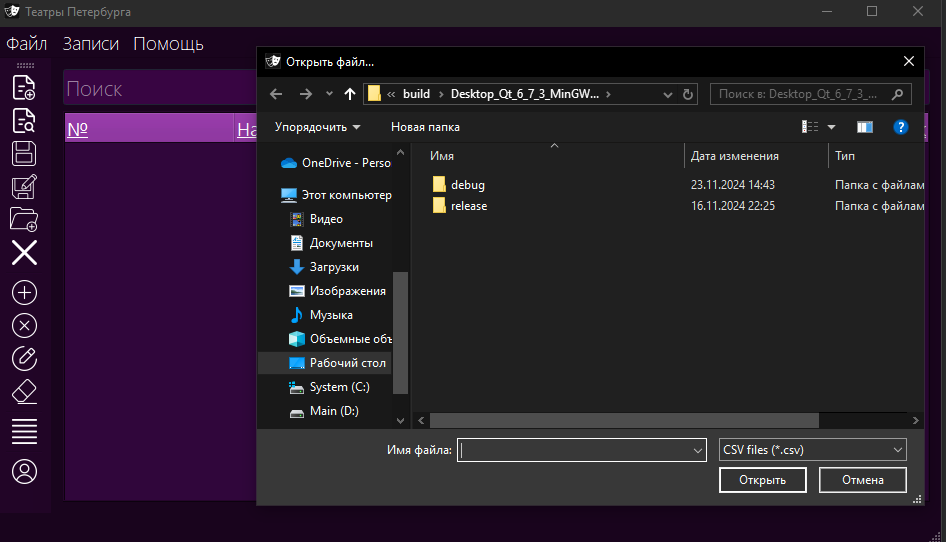 Театры Петербурга
Файл Записи Помощь
Поиск
№
На
Открыть файл...
« build › Desktop_Qt_6_7_3_MinGW... ›
Поиск в: Desktop_Qt_6_7_3_...
Упорядочить Новая папка
OneDrive - Perso
Этот компьютер
Видео
Документы
Загрузки
Изображения
Музыка
Объемные объ
Рабочий стол
System (C:)
Main (D:)
Имя Дата изменения Тип
debug 23.11.2024 14:43 Папка с файлам
release 16.11.2024 22:25 Папка с файлам
Имя файла: CSV files (*.csv)
Открыть Отмена